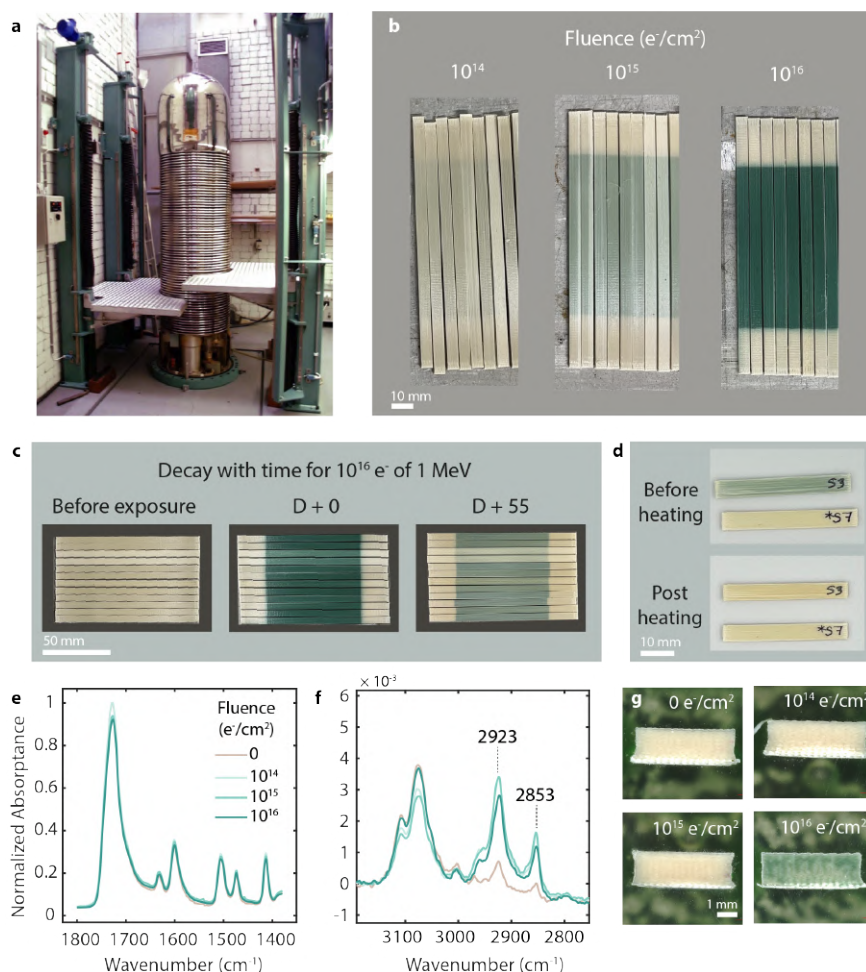 a
b
Fluence (e⁻/cm²)
10¹⁴
10¹⁵
10¹⁶
10 mm
c
Decay with time for 10¹⁶ e⁻ of 1 MeV
Before exposure
D + 0
D + 55
50 mm
d
Before
heating
S3
*S7
Post
heating
S3
*S7
10 mm
e
Normalized Absorptance
1
0.8
0.6
0.4
0.2
0
Fluence
(e⁻/cm²)
0
10¹⁴
10¹⁵
10¹⁶
1800
1700
1600
1500
1400
Wavenumber (cm⁻¹)
f
× 10⁻³
6
5
4
3
2
1
0
-1
2923
2853
3100
3000
2900
2800
Wavenumber (cm⁻¹)
g
0 e⁻/cm²
10¹⁴ e⁻/cm²
10¹⁵ e⁻/cm²
10¹⁶ e⁻/cm²
1 mm